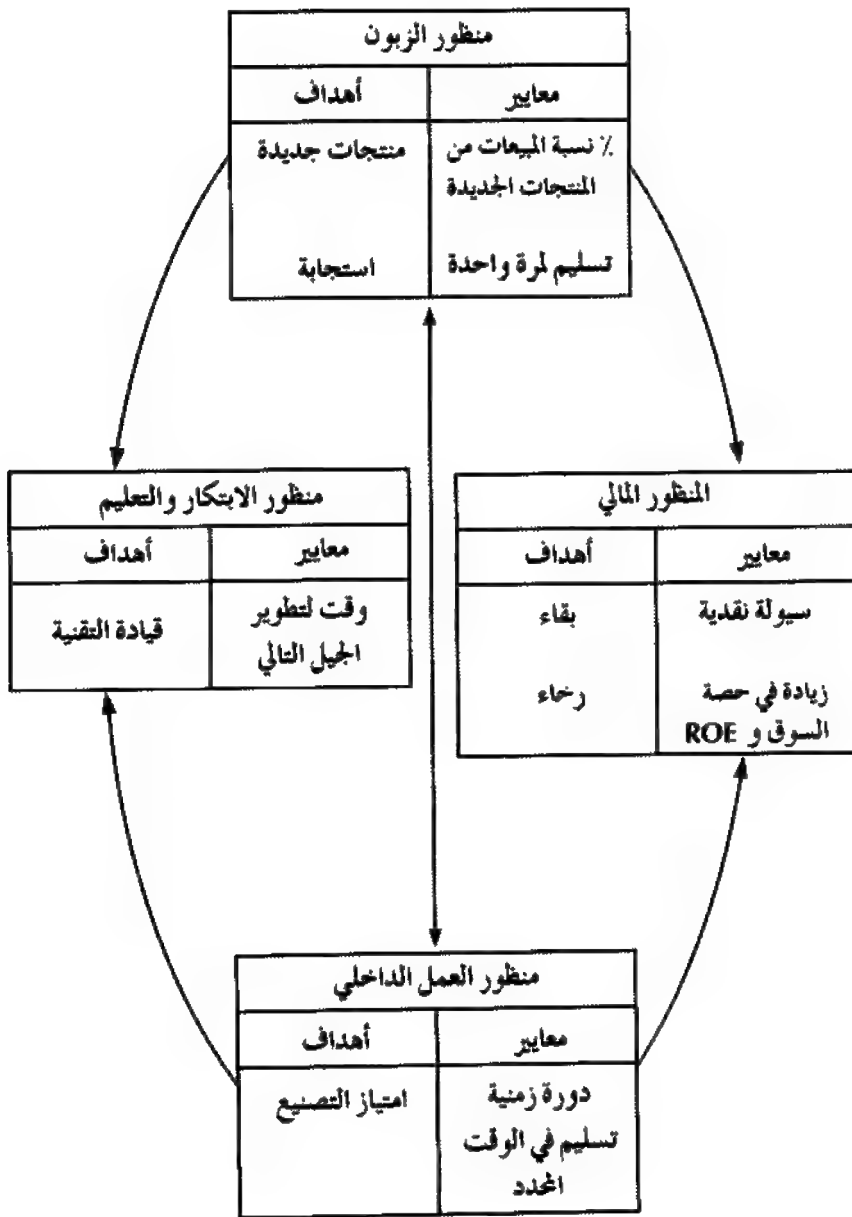 منظور الزبون
معايير
أهداف
٪ نسبة المبيعات من
المنتجات الجديدة
منتجات جديدة
تسليم لمرة واحدة
استجابة
المنظور المالي
معايير
أهداف
سيولة نقدية
بقاء
زيادة في حصة
السوق و ROE
رخاء
منظور الابتكار والتعليم
معايير
أهداف
وقت لتطوير
الجيل التالي
قيادة التقنية
منظور العمل الداخلي
معايير
أهداف
دورة زمنية
امتياز التصنيع
تسليم في الوقت
المحدد